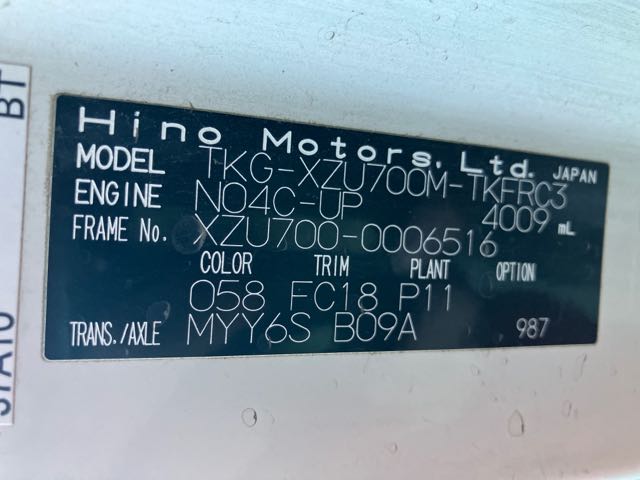 Hino Motors, Ltd. JAPAN
MODEL TKG-XZU700M-TKFRC3
ENGINE N04C-UP 4009 mL
FRAME No. XZU700-0006516
COLOR TRIM PLANT OPTION
058 FC18 P11
TRANS./AXLE MYY6S B09A 987
BT